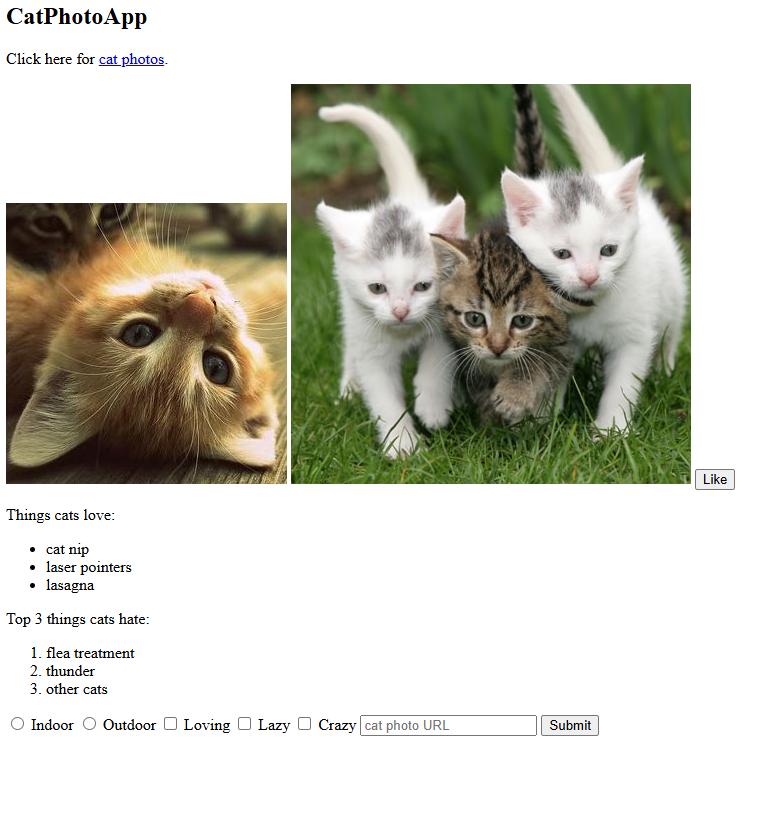 CatPhotoApp
Click here for cat photos.
Like
Things cats love:
cat nip
laser pointers
lasagna
Top 3 things cats hate:
1. flea treatment
2. thunder
3. other cats
Indoor Outdoor Loving Lazy Crazy cat photo URL Submit